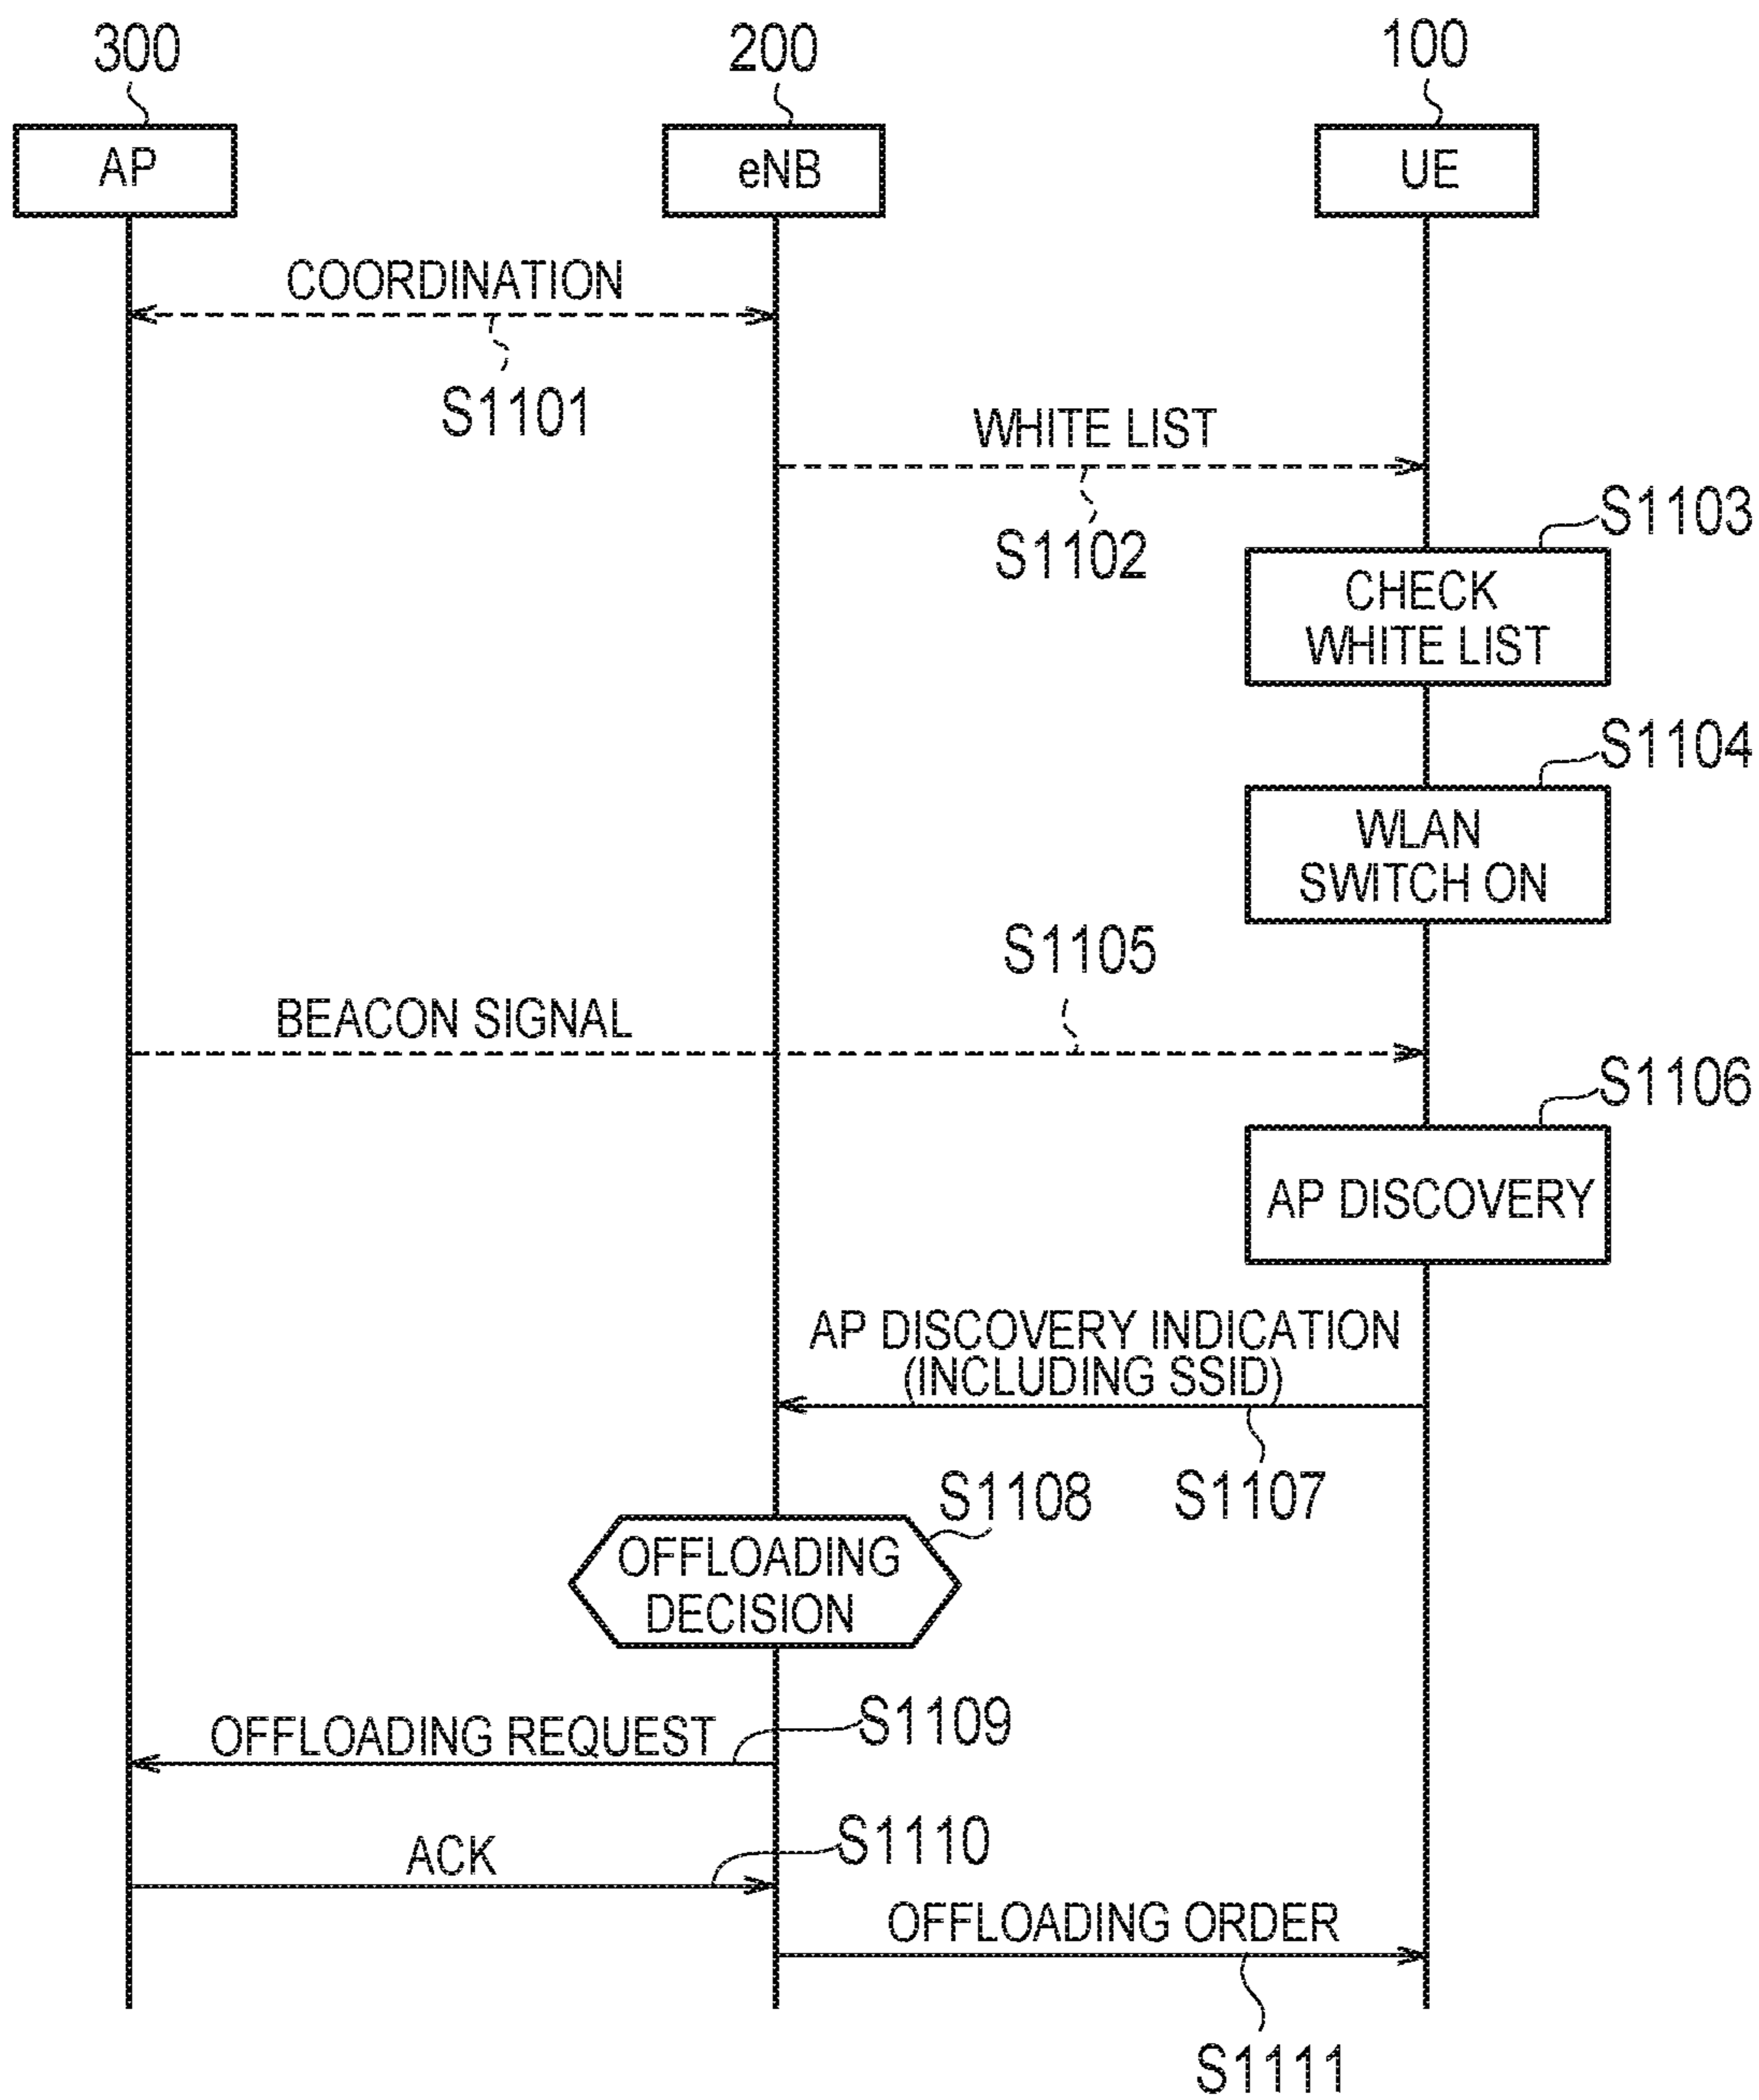 300
200
100
AP
eNB
UE
COORDINATION
S1101
WHITE LIST
S1102
S1103
CHECK
WHITE LIST
S1104
WLAN
SWITCH ON
S1105
BEACON SIGNAL
S1106
AP DISCOVERY
AP DISCOVERY INDICATION
(INCLUDING SSID)
S1107
S1108
OFFLOADING
DECISION
S1109
OFFLOADING REQUEST
S1110
ACK
OFFLOADING ORDER
S1111